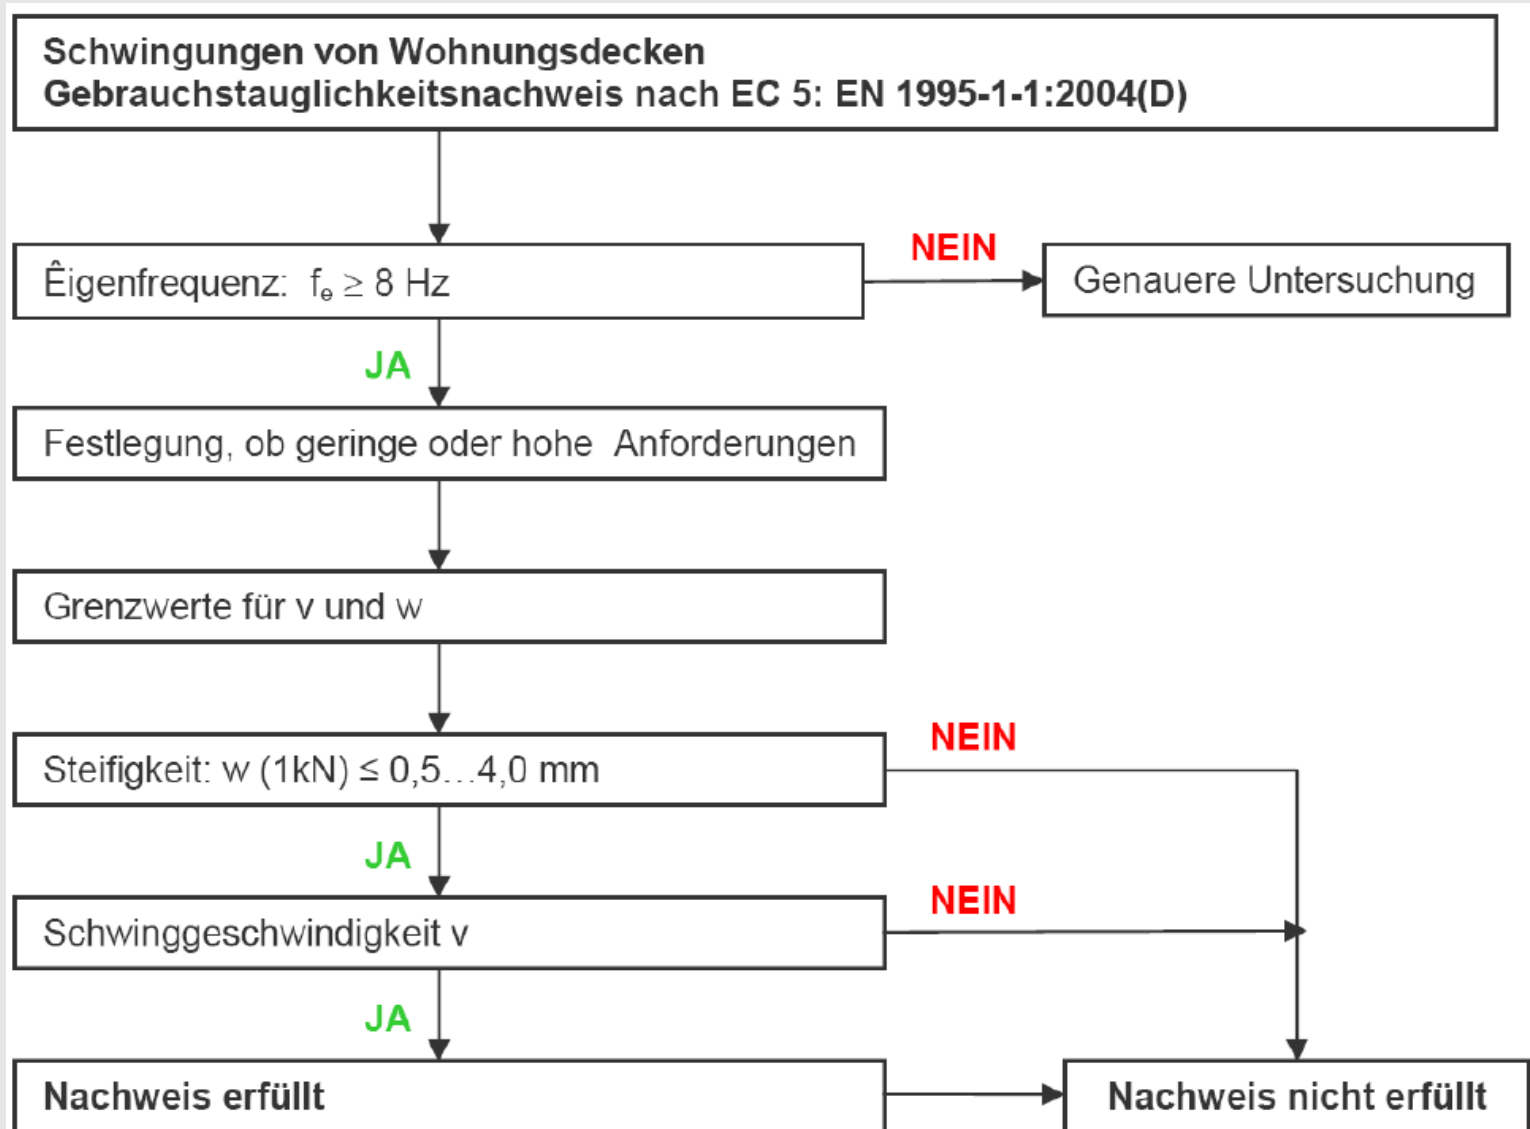 Schwingungen von Wohnungsdecken
Gebrauchstauglichkeitsnachweis nach EC 5: EN 1995-1-1:2004(D)
Êigenfrequenz: fₑ ≥ 8 Hz
NEIN
Genauere Untersuchung
JA
Festlegung, ob geringe oder hohe Anforderungen
Grenzwerte für v und w
Steifigkeit: w (1kN) ≤ 0,5...4,0 mm
NEIN
JA
Schwinggeschwindigkeit v
NEIN
JA
Nachweis erfüllt
Nachweis nicht erfüllt